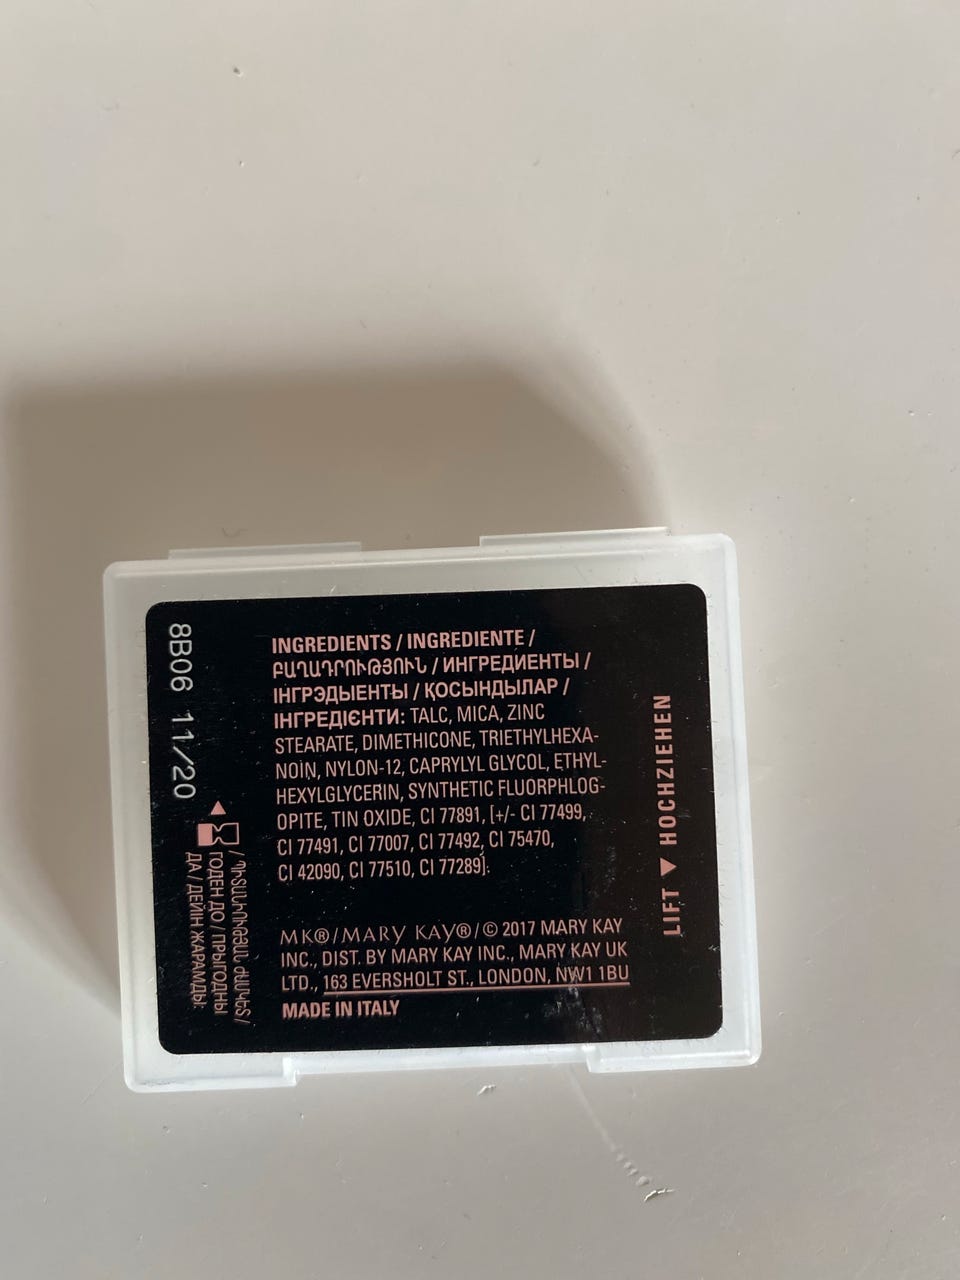 INGREDIENTS / INGREDIENTE /
ԲԱՂԱԴՐՈՒԹՅՈՒՆ / ИНГРЕДИЕНТЫ /
ІНГРЭДЫЕНТЫ / ҚОСЫНДЫЛАР /
ІНГРЕДІЄНТИ: TALC, MICA, ZINC
STEARATE, DIMETHICONE, TRIETHYLHEXA-
NOIN, NYLON-12, CAPRYLYL GLYCOL, ETHYL-
HEXYLGLYCERIN, SYNTHETIC FLUORPHLOG-
OPITE, TIN OXIDE, CI 77891, [+/- CI 77499,
CI 77491, CI 77007, CI 77492, CI 75470,
CI 42090, CI 77510, CI 77289].
MK®/MARY KAY®/© 2017 MARY KAY
INC., DIST. BY MARY KAY INC., MARY KAY UK
LTD., 163 EVERSHOLT ST., LONDON, NW1 1BU
MADE IN ITALY
8B06 11/20
/ ՊԻՏԱՆԻՈՒԹՅԱՆ ԺԱՄԿԵՏ /
ГОДЕН ДО / ПРЫГОДНЫ
ДА / ДЕЙІН ЖАРАМДЫ:
LIFT ▼ HOCHZIEHEN